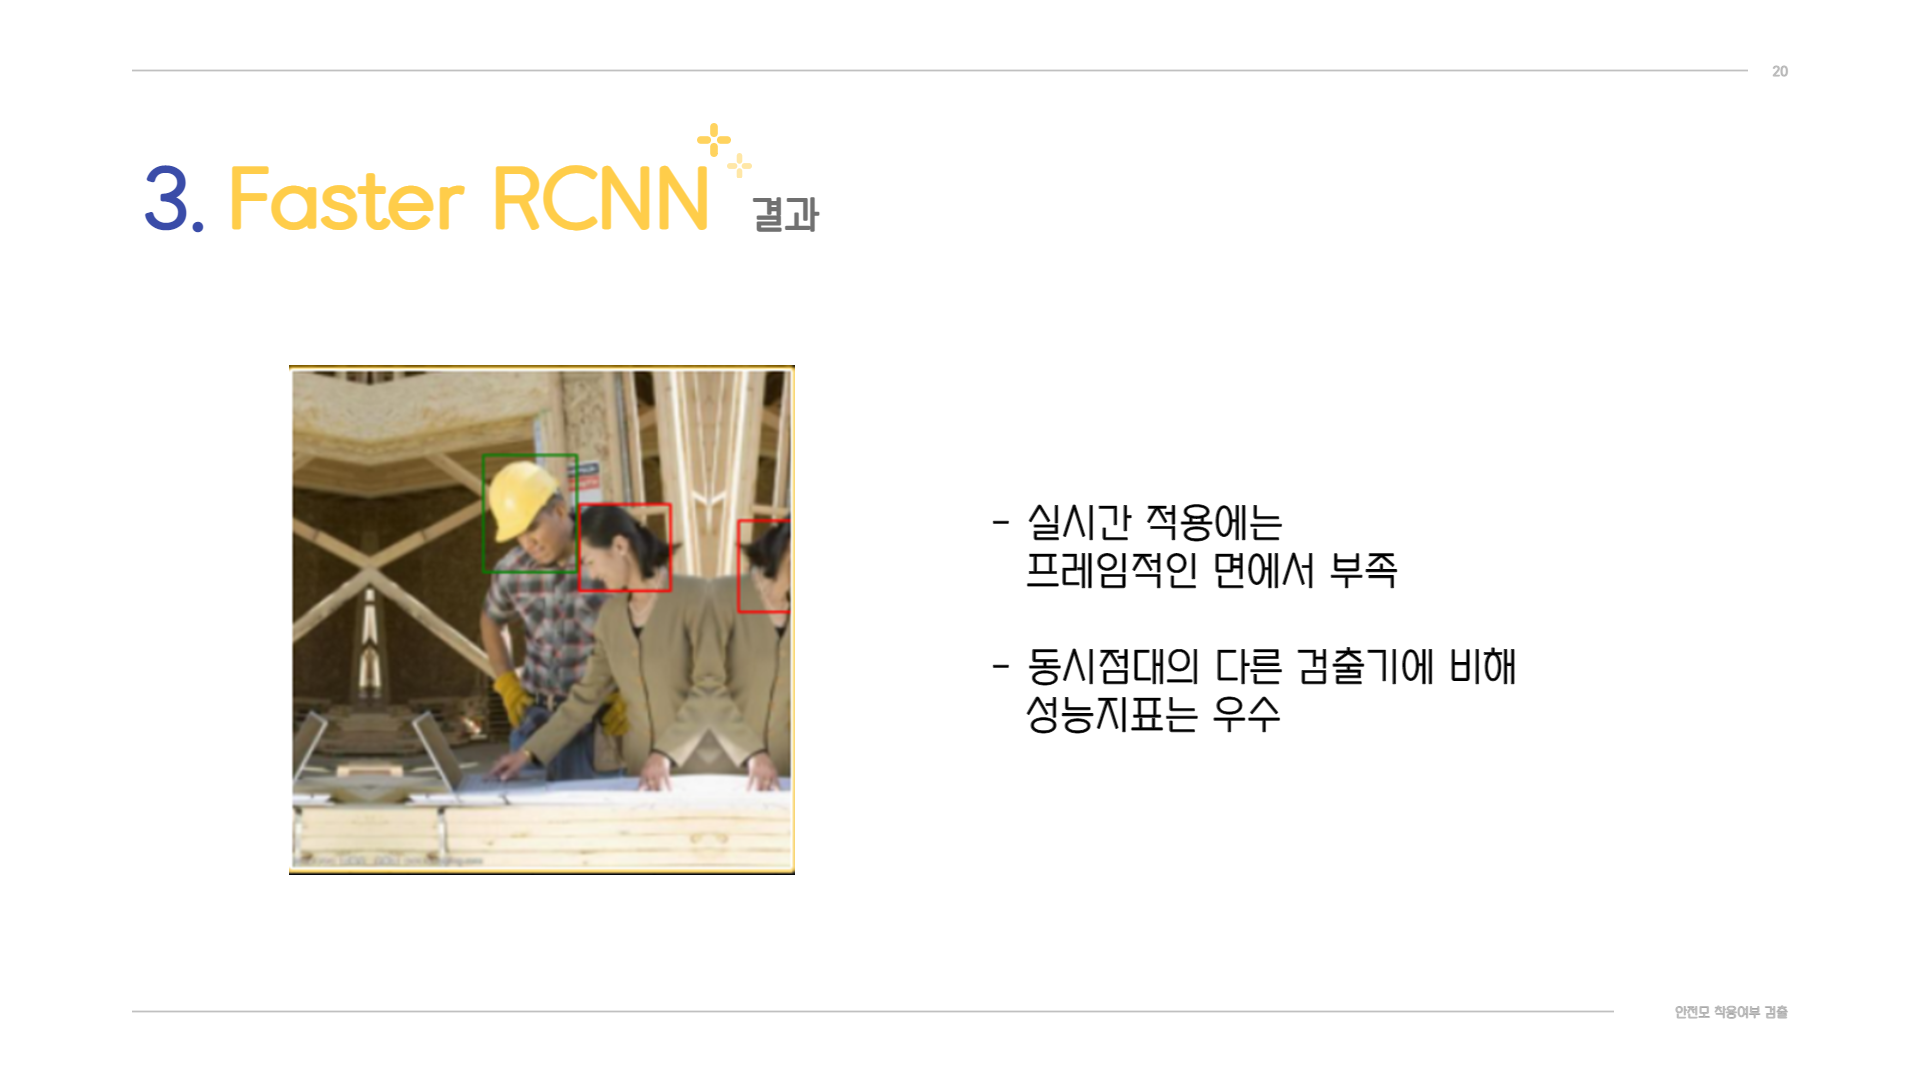 20
3. Faster RCNN 결과
- 실시간 적용에는
프레임적인 면에서 부족
- 동시점대의 다른 검출기에 비해
성능지표는 우수
안전모 착용여부 검출